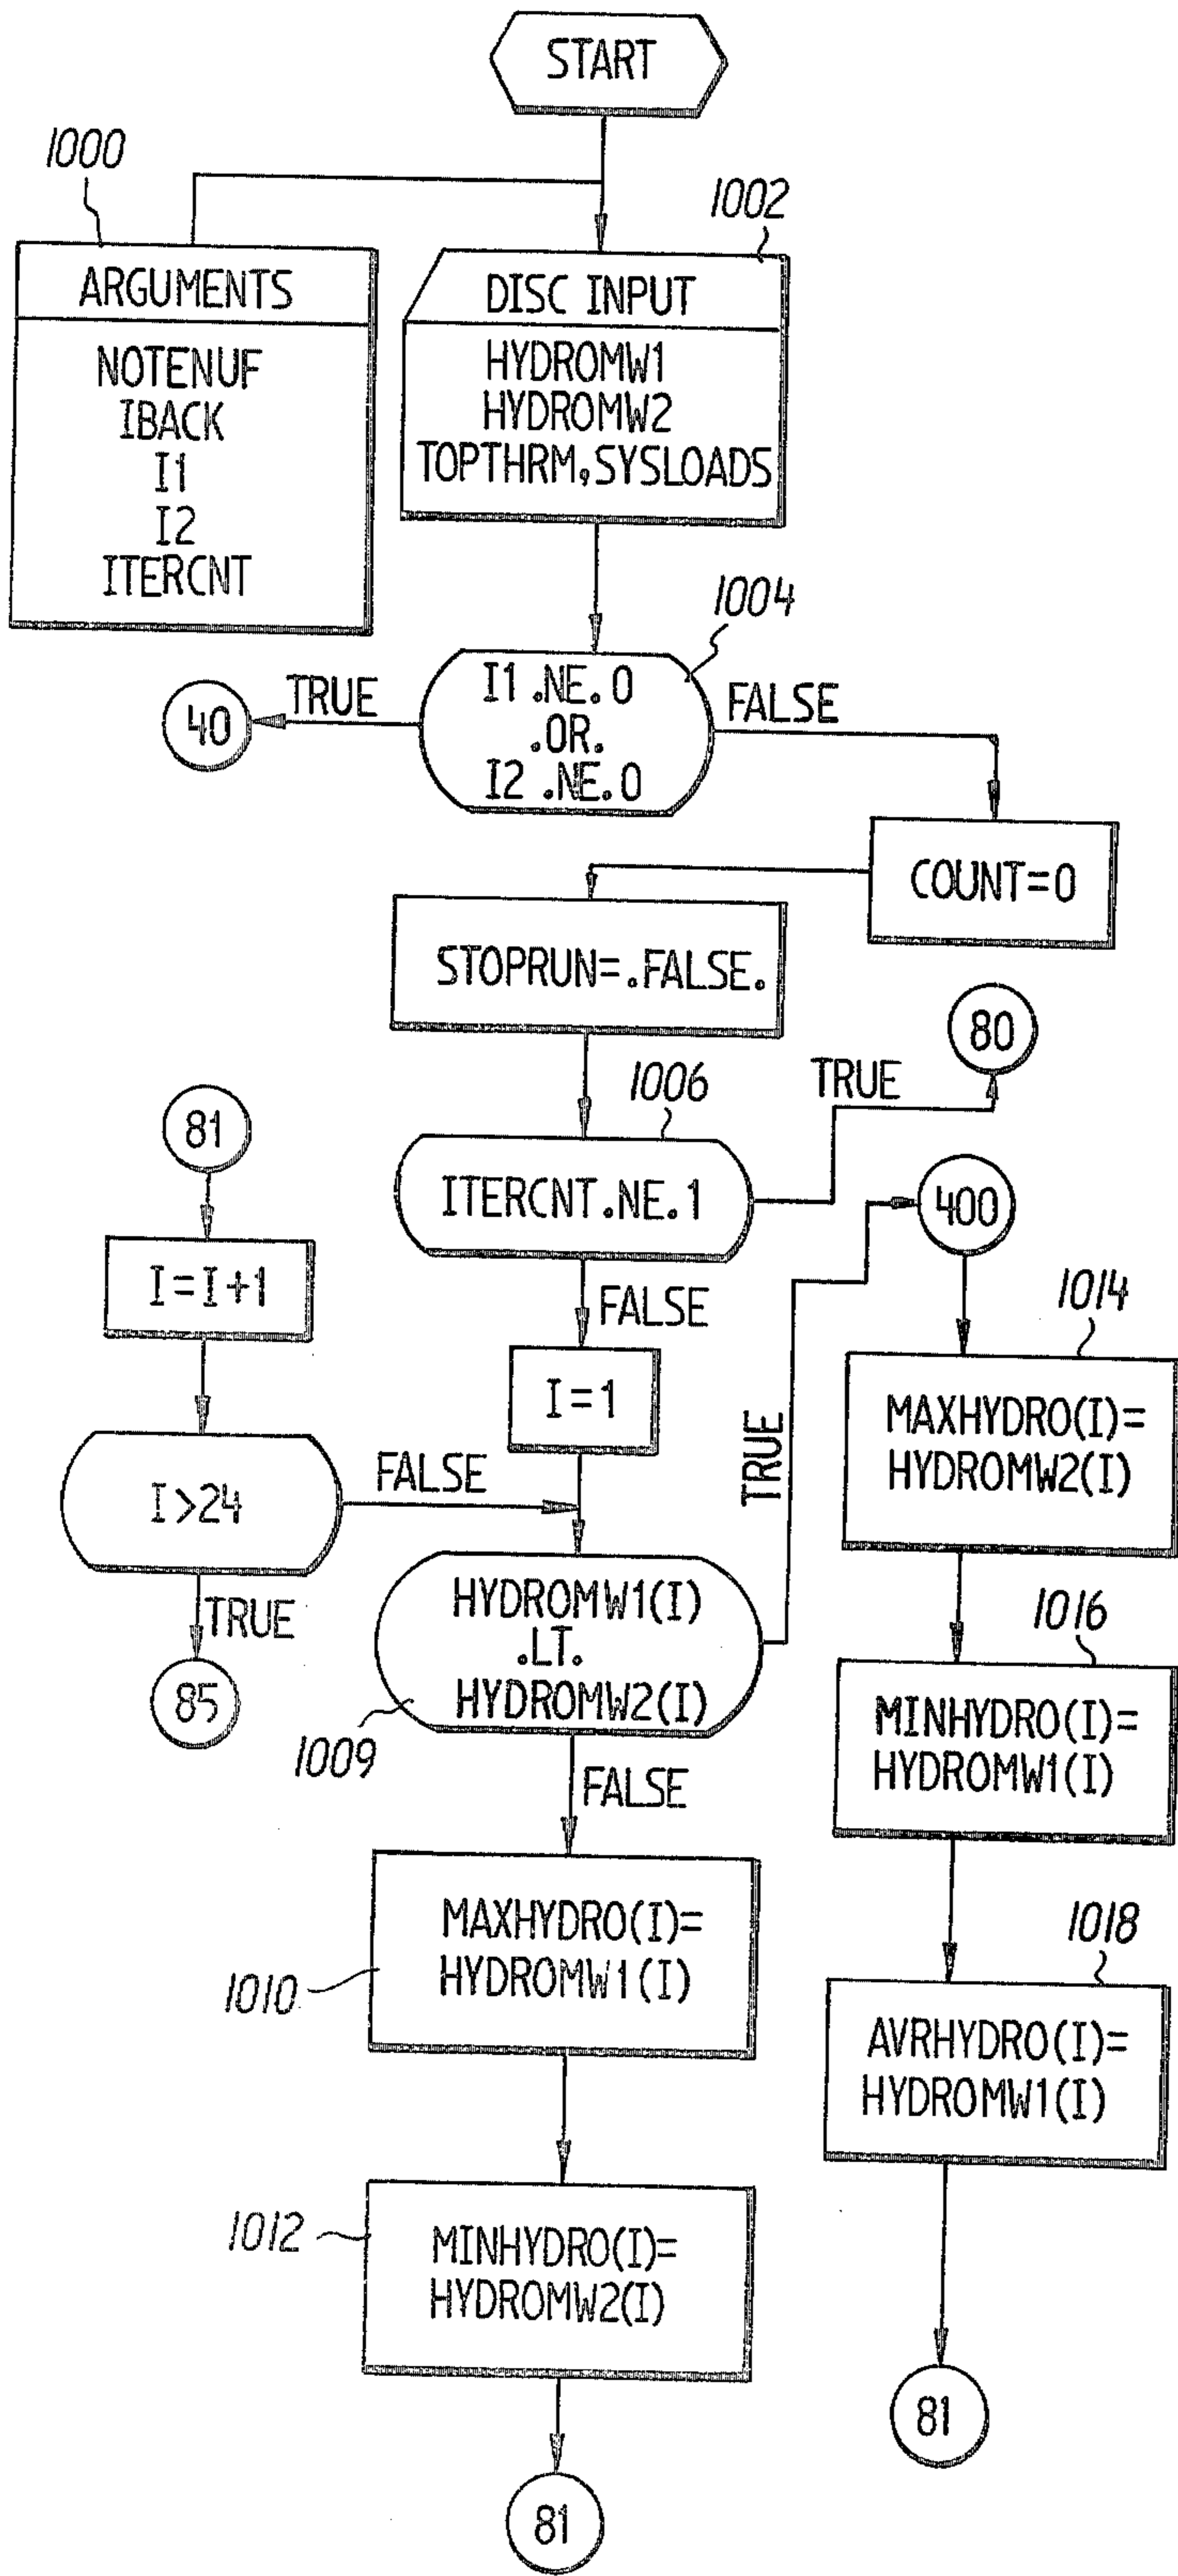 START
1000
ARGUMENTS
NOTENUF
IBACK
I1
I2
ITERCNT
1002
DISC INPUT
HYDROMW1
HYDROMW2
TOPTHRM,SYSLOADS
1004
I1 .NE. 0
.OR.
I2 .NE. 0
TRUE
40
FALSE
COUNT=0
STOPRUN=.FALSE.
1006
ITERCNT.NE.1
TRUE
80
FALSE
I=1
81
I=I+1
I>24
FALSE
TRUE
85
HYDROMW1(I)
.LT.
HYDROMW2(I)
1009
TRUE
400
FALSE
1010
MAXHYDRO(I)=
HYDROMW1(I)
1012
MINHYDRO(I)=
HYDROMW2(I)
81
1014
MAXHYDRO(I)=
HYDROMW2(I)
1016
MINHYDRO(I)=
HYDROMW1(I)
1018
AVRHYDRO(I)=
HYDROMW1(I)
81